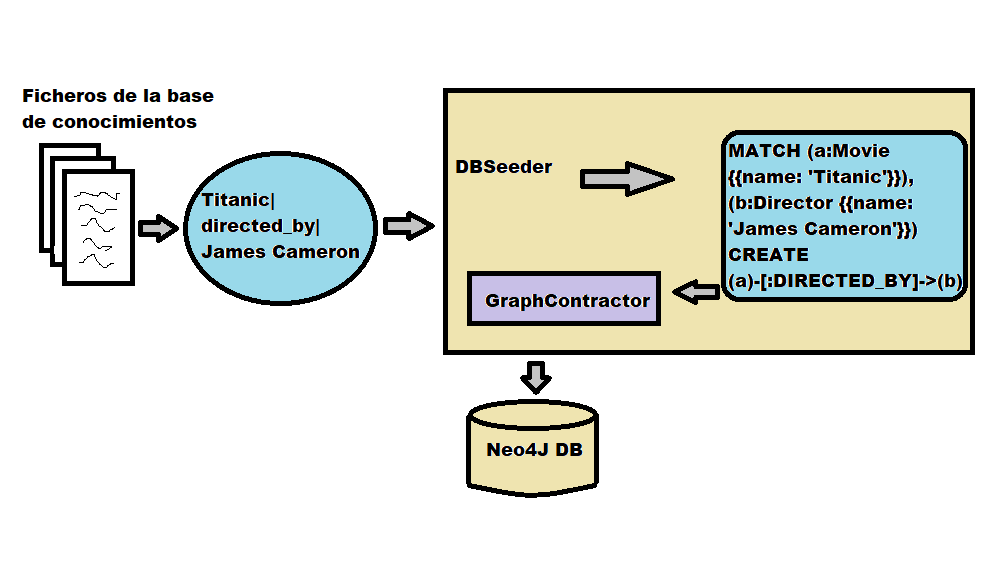 Ficheros de la base
de conocimientos
Titanic|
directed_by|
James Cameron
DBSeeder
MATCH (a:Movie
{{name: 'Titanic'}}),
(b:Director {{name:
'James Cameron'}})
CREATE
(a)-[:DIRECTED_BY]->(b)
GraphContractor
Neo4J DB